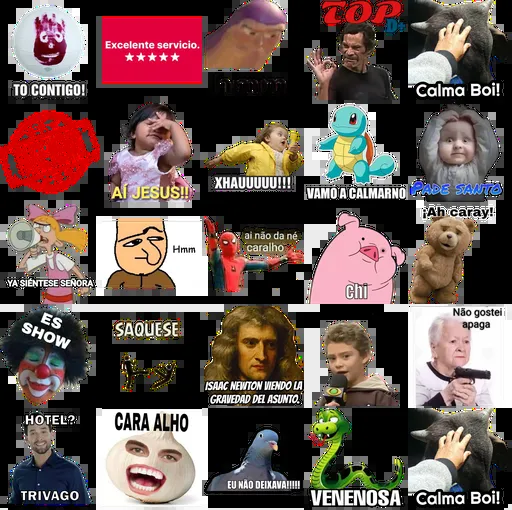 TO CONTIGO!
Excelente servicio.
TOP
Calma Boi!
AÍ JESUS!!
XHAUUUUU!!!
VAMO A CALMARNO
Pade santo
YA SIÉNTESE SEÑORA
Hmm
ai não da né
caralho
chi
¡Ah caray!
ES
SHOW
SAQUESE
ISAAC NEWTON VIENDO LA
GRAVEDAD DEL ASUNTO.
Não gostei
apaga
HOTEL?
TRIVAGO
CARA ALHO
EU NÃO DEIXAVA!!!!!
VENENOSA
Calma Boi!